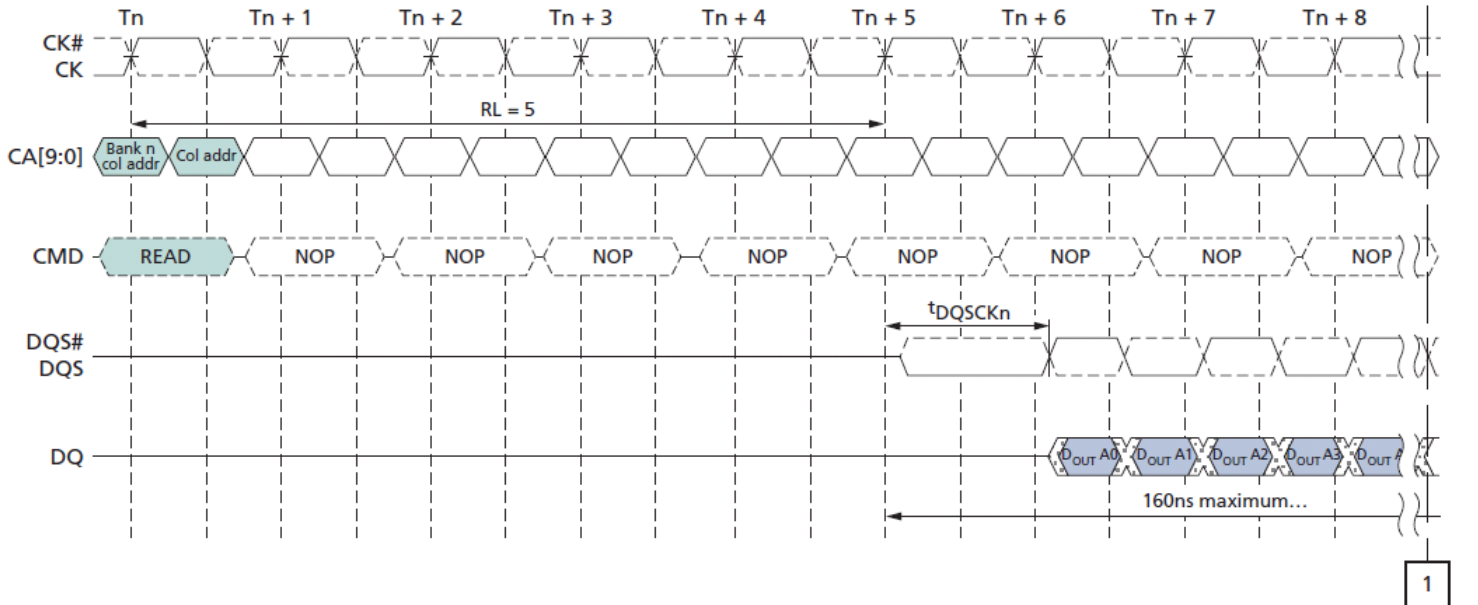 Tn Tn + 1 Tn + 2 Tn + 3 Tn + 4 Tn + 5 Tn + 6 Tn + 7 Tn + 8
CK#
CK
RL = 5
CA[9:0] Bank n
col addr Col addr
CMD READ NOP NOP NOP NOP NOP NOP NOP NOP
tDQSCKn
DQS#
DQS
DQ DOUT A0 DOUT A1 DOUT A2 DOUT A3 DOUT A
160ns maximum…
1